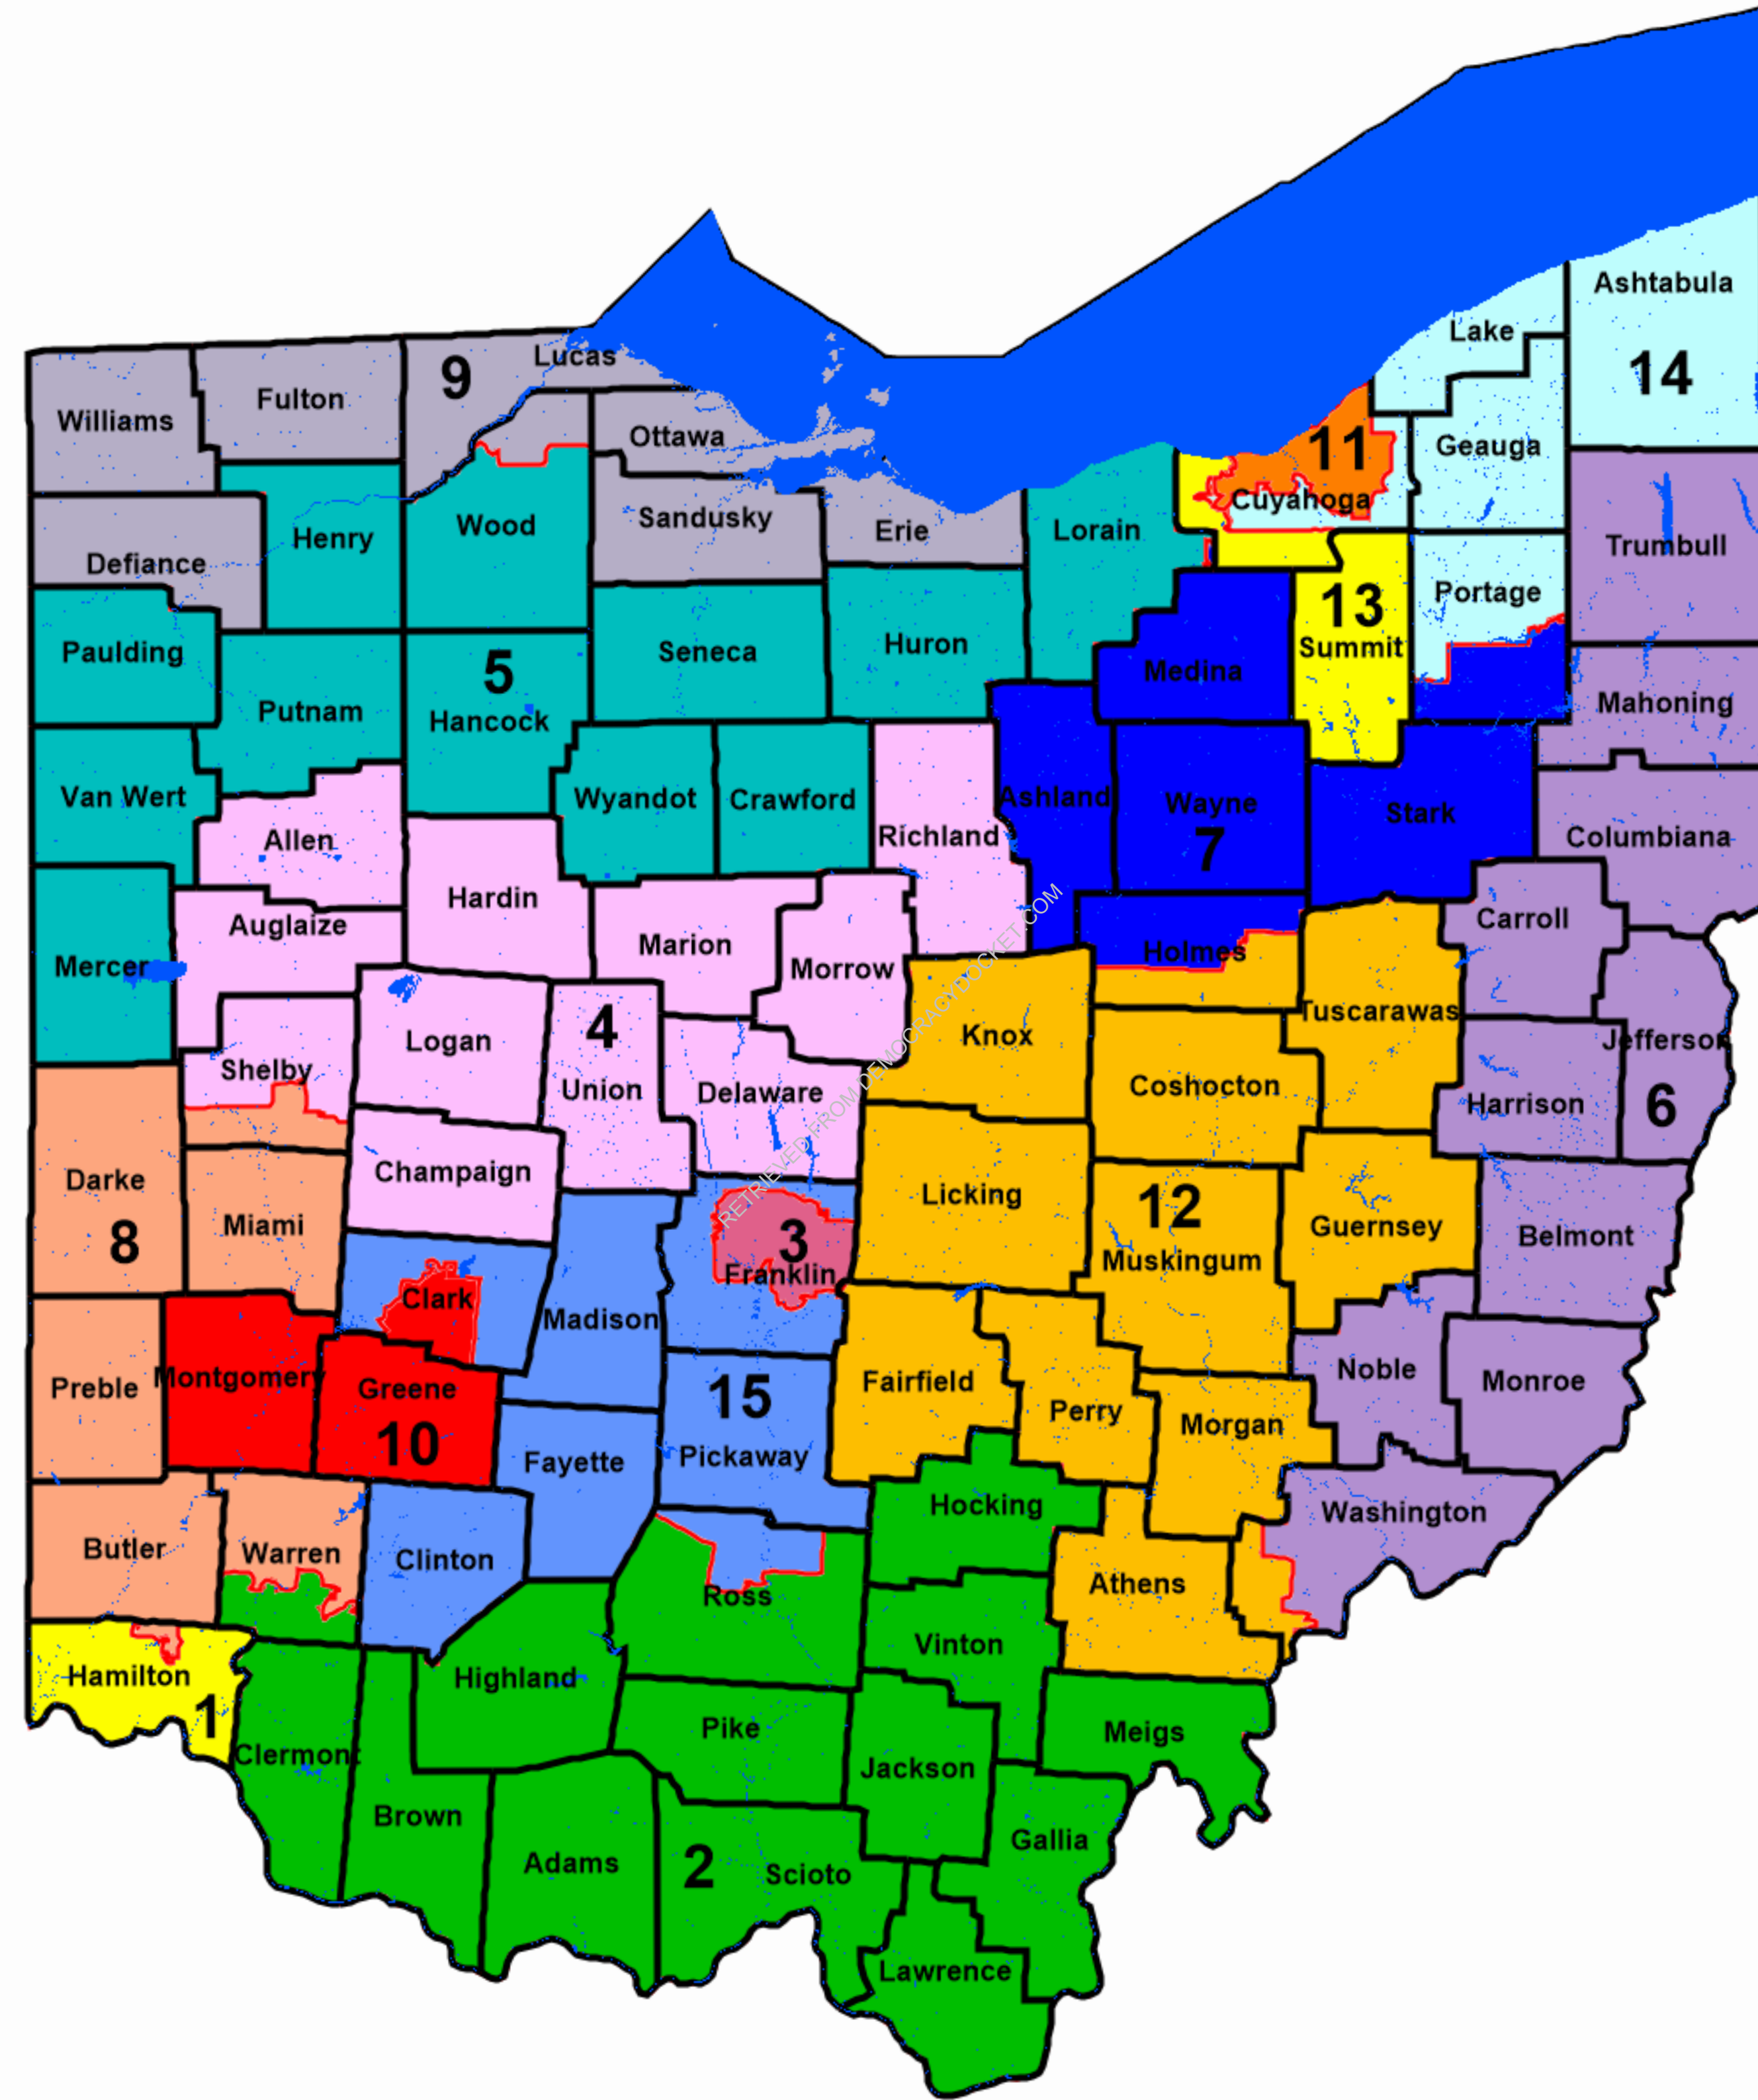 Ashtabula
Lake
14
Lucas
9
Fulton
Williams
Ottawa
11
Geauga
Cuyahoga
Sandusky
Erie
Lorain
Wood
Henry
Trumbull
Defiance
Portage
13
Summit
Paulding
Seneca
Huron
5
Medina
Mahoning
Putnam
Hancock
Van Wert
Wyandot
Crawford
Ashland
Wayne
Stark
Richland
Columbiana
Allen
7
Hardin
Auglaize
Carroll
Marion
Holmes
Mercer
Morrow
Tuscarawas
4
Knox
Logan
Jefferson
Shelby
Union
Delaware
Coshocton
Harrison
6
RETRIEVED FROM DEMOCRACYDOCKET.COM
Champaign
Darke
Licking
12
Miami
8
Guernsey
Belmont
3
Muskingum
Franklin
Clark
Madison
Montgomery
Preble
Greene
Fairfield
Noble
Monroe
15
10
Perry
Morgan
Pickaway
Fayette
Hocking
Washington
Butler
Warren
Clinton
Athens
Ross
Vinton
Hamilton
Highland
1
Pike
Meigs
Clermont
Jackson
Brown
Gallia
Adams
2
Scioto
Lawrence